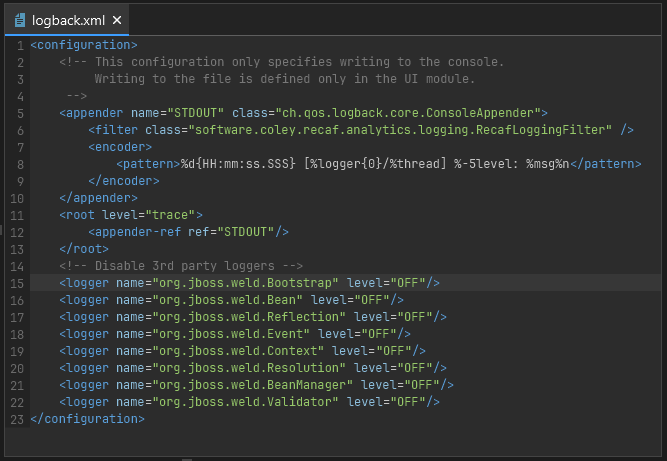 logback.xml ×
1 <configuration>
2 <!-- This configuration only specifies writing to the console.
3 Writing to the file is defined only in the UI module.
4 -->
5 <appender name="STDOUT" class="ch.qos.logback.core.ConsoleAppender">
6 <filter class="software.coley.recaf.analytics.logging.RecafLoggingFilter" />
7 <encoder>
8 <pattern>%d{HH:mm:ss.SSS} [%logger{0}/%thread] %-5level: %msg%n</pattern>
9 </encoder>
10 </appender>
11 <root level="trace">
12 <appender-ref ref="STDOUT"/>
13 </root>
14 <!-- Disable 3rd party loggers -->
15 <logger name="org.jboss.weld.Bootstrap" level="OFF"/>
16 <logger name="org.jboss.weld.Bean" level="OFF"/>
17 <logger name="org.jboss.weld.Reflection" level="OFF"/>
18 <logger name="org.jboss.weld.Event" level="OFF"/>
19 <logger name="org.jboss.weld.Context" level="OFF"/>
20 <logger name="org.jboss.weld.Resolution" level="OFF"/>
21 <logger name="org.jboss.weld.BeanManager" level="OFF"/>
22 <logger name="org.jboss.weld.Validator" level="OFF"/>
23 </configuration>